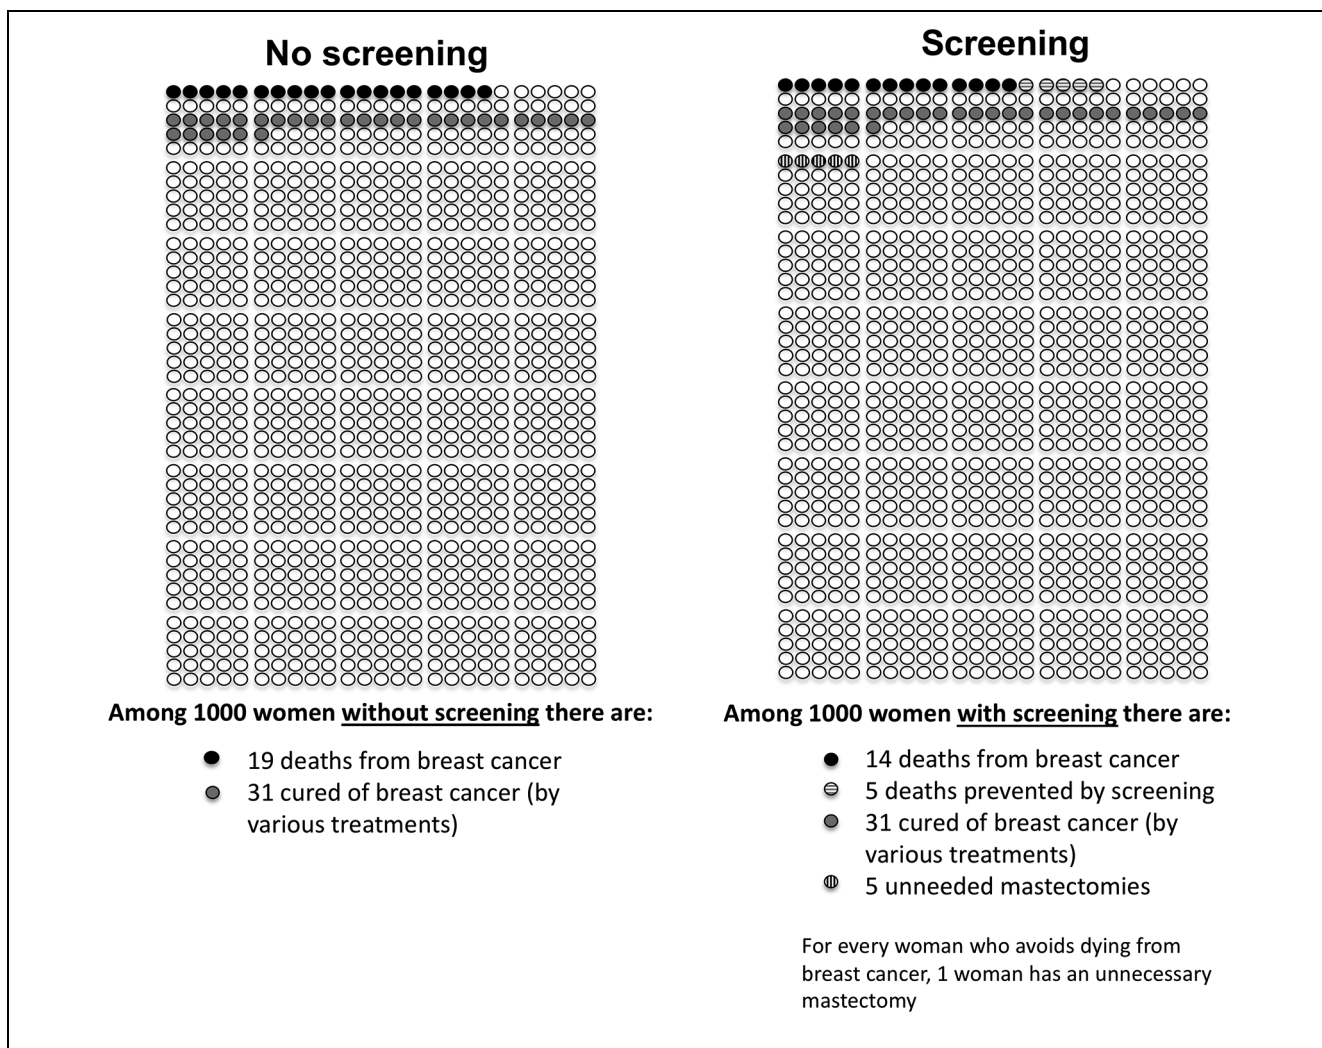 No screening
Among 1000 women without screening there are:
19 deaths from breast cancer
31 cured of breast cancer (by
various treatments)
Screening
Among 1000 women with screening there are:
14 deaths from breast cancer
5 deaths prevented by screening
31 cured of breast cancer (by
various treatments)
5 unneeded mastectomies
For every woman who avoids dying from
breast cancer, 1 woman has an unnecessary
mastectomy